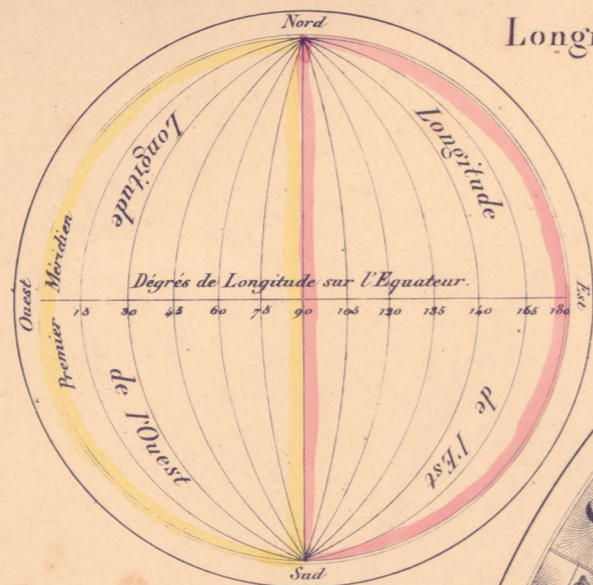 Nord
Longi
Longitude
Longitude
Ouest
Premier Méridien
Dégrés de Longitude sur l'Equateur.
15 30 45 60 75 90 105 120 135 140 165 180
Est
de l'Ouest
de l'Est
Sud